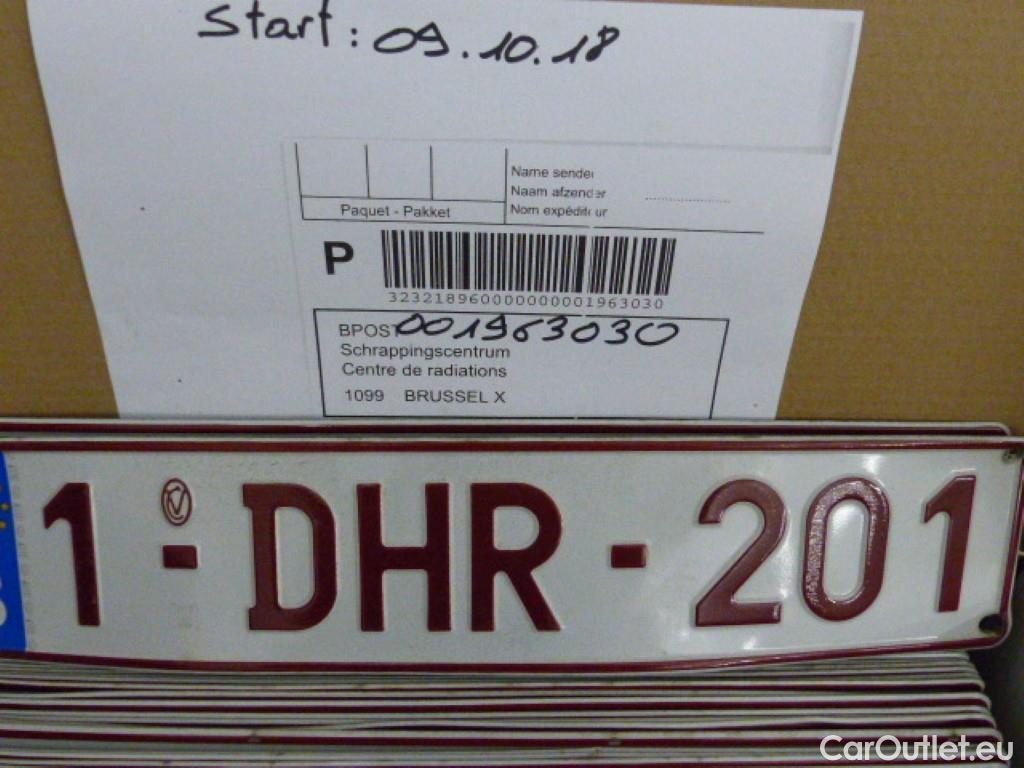 Start: 09.10.18
Name sender
Naam afzender
Nom expéditeur
Paquet - Pakket
P
3232189600000000001963030
BPOST 001963030
Schrappingscentrum
Centre de radiations
1099 BRUSSEL X
1-DHR-201
CarOutlet.eu